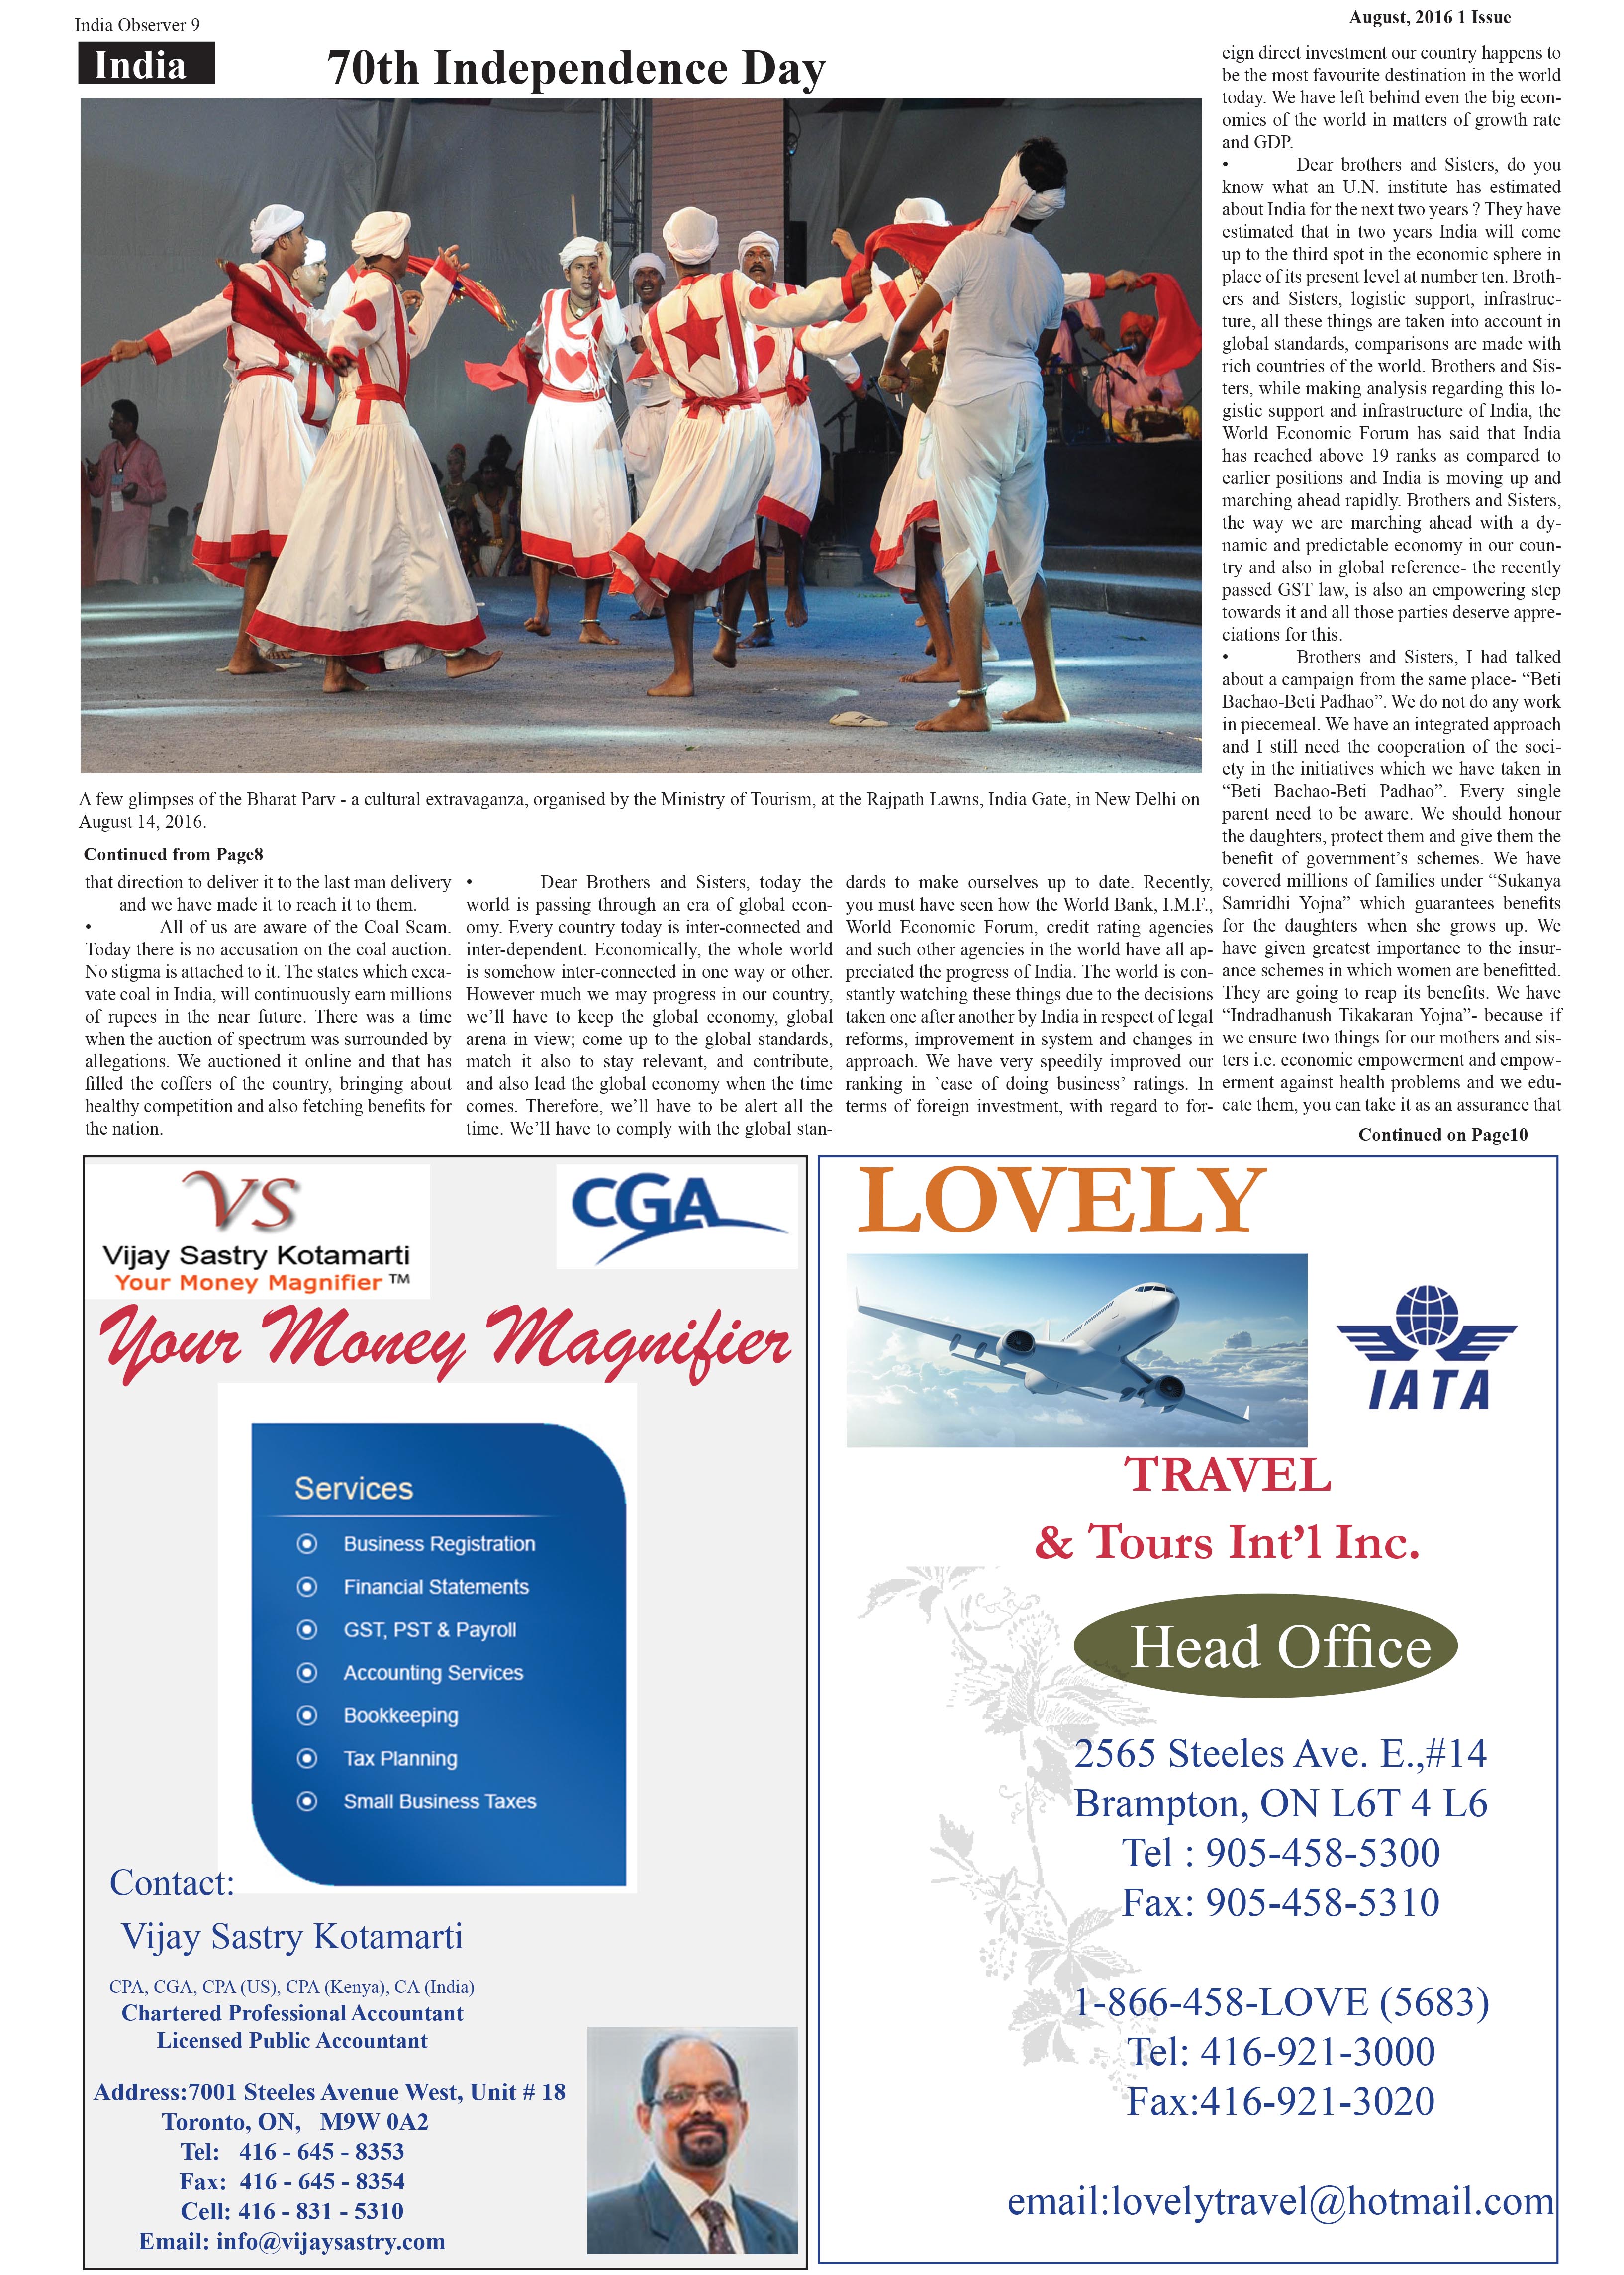 India Observer 9
August, 2016 1 Issue
India
70th Independence Day
A few glimpses of the Bharat Parv - a cultural extravaganza, organised by the Ministry of Tourism, at the Rajpath Lawns, India Gate, in New Delhi on
August 14, 2016.
Continued from Page8
that direction to deliver it to the last man delivery
and we have made it to reach it to them.
• All of us are aware of the Coal Scam.
Today there is no accusation on the coal auction.
No stigma is attached to it. The states which exca-
vate coal in India, will continuously earn millions
of rupees in the near future. There was a time
when the auction of spectrum was surrounded by
allegations. We auctioned it online and that has
filled the coffers of the country, bringing about
healthy competition and also fetching benefits for
the nation.
• Dear Brothers and Sisters, today the
world is passing through an era of global econ-
omy. Every country today is inter-connected and
inter-dependent. Economically, the whole world
is somehow inter-connected in one way or other.
However much we may progress in our country,
we’ll have to keep the global economy, global
arena in view; come up to the global standards,
match it also to stay relevant, and contribute,
and also lead the global economy when the time
comes. Therefore, we’ll have to be alert all the
time. We’ll have to comply with the global stan-
dards to make ourselves up to date. Recently,
you must have seen how the World Bank, I.M.F.,
World Economic Forum, credit rating agencies
and such other agencies in the world have all ap-
preciated the progress of India. The world is con-
stantly watching these things due to the decisions
taken one after another by India in respect of legal
reforms, improvement in system and changes in
approach. We have very speedily improved our
ranking in `ease of doing business’ ratings. In
terms of foreign investment, with regard to for-
eign direct investment our country happens to
be the most favourite destination in the world
today. We have left behind even the big econ-
omies of the world in matters of growth rate
and GDP.
• Dear brothers and Sisters, do you
know what an U.N. institute has estimated
about India for the next two years ? They have
estimated that in two years India will come
up to the third spot in the economic sphere in
place of its present level at number ten. Broth-
ers and Sisters, logistic support, infrastruc-
ture, all these things are taken into account in
global standards, comparisons are made with
rich countries of the world. Brothers and Sis-
ters, while making analysis regarding this lo-
gistic support and infrastructure of India, the
World Economic Forum has said that India
has reached above 19 ranks as compared to
earlier positions and India is moving up and
marching ahead rapidly. Brothers and Sisters,
the way we are marching ahead with a dy-
namic and predictable economy in our coun-
try and also in global reference- the recently
passed GST law, is also an empowering step
towards it and all those parties deserve appre-
ciations for this.
• Brothers and Sisters, I had talked
about a campaign from the same place- “Beti
Bachao-Beti Padhao”. We do not do any work
in piecemeal. We have an integrated approach
and I still need the cooperation of the soci-
ety in the initiatives which we have taken in
“Beti Bachao-Beti Padhao”. Every single
parent need to be aware. We should honour
the daughters, protect them and give them the
benefit of government’s schemes. We have
covered millions of families under “Sukanya
Samridhi Yojna” which guarantees benefits
for the daughters when she grows up. We
have given greatest importance to the insur-
ance schemes in which women are benefitted.
They are going to reap its benefits. We have
“Indradhanush Tikakaran Yojna”- because if
we ensure two things for our mothers and sis-
ters i.e. economic empowerment and empow-
erment against health problems and we edu-
cate them, you can take it as an assurance that
Continued on Page10
VS
Vijay Sastry Kotamarti
Your Money Magnifier ™
CGA
Your Money Magnifier
Services
Business Registration
Financial Statements
GST, PST & Payroll
Accounting Services
Bookkeeping
Tax Planning
Small Business Taxes
Contact:
Vijay Sastry Kotamarti
CPA, CGA, CPA (US), CPA (Kenya), CA (India)
Chartered Professional Accountant
Licensed Public Accountant
Address:7001 Steeles Avenue West, Unit # 18
Toronto, ON, M9W 0A2
Tel: 416 - 645 - 8353
Fax: 416 - 645 - 8354
Cell: 416 - 831 - 5310
Email: info@vijaysastry.com
LOVELY
IATA
TRAVEL
& Tours Int’l Inc.
Head Office
2565 Steeles Ave. E.,#14
Brampton, ON L6T 4 L6
Tel : 905-458-5300
Fax: 905-458-5310
1-866-458-LOVE (5683)
Tel: 416-921-3000
Fax:416-921-3020
email:lovelytravel@hotmail.com